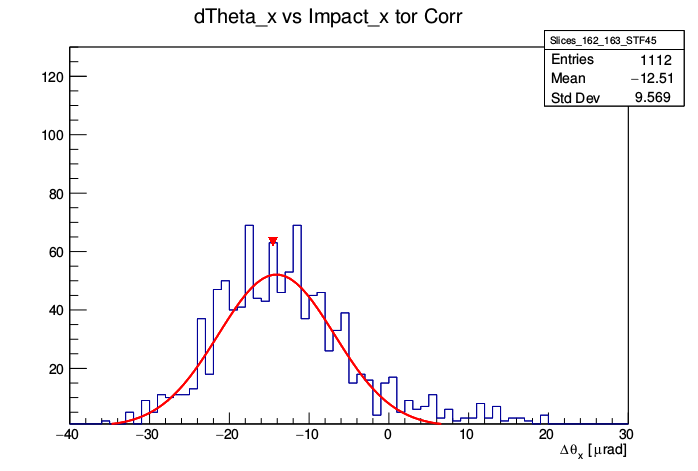 dTheta_x vs Impact_x tor Corr
Slices_162_163_STF45
Entries 1112
Mean −12.51
Std Dev 9.569
120
100
80
60
40
20
−40 −30 −20 −10 0 10 20 30
Δθx [μrad]